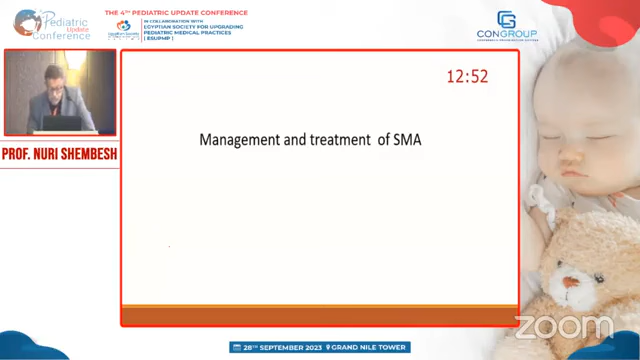 Pediatric
Update
Conference
THE 4TH PEDIATRIC UPDATE CONFERENCE
IN COLLABORATION WITH
EGYPTIAN SOCIETY FOR UPGRADING
PEDIATRIC MEDICAL PRACTICES
( ESUPMP )
CONGROUP
12:52
PROF. NURI SHEMBESH
Management and treatment of SMA
zoom
28TH SEPTEMBER 2023 GRAND NILE TOWER